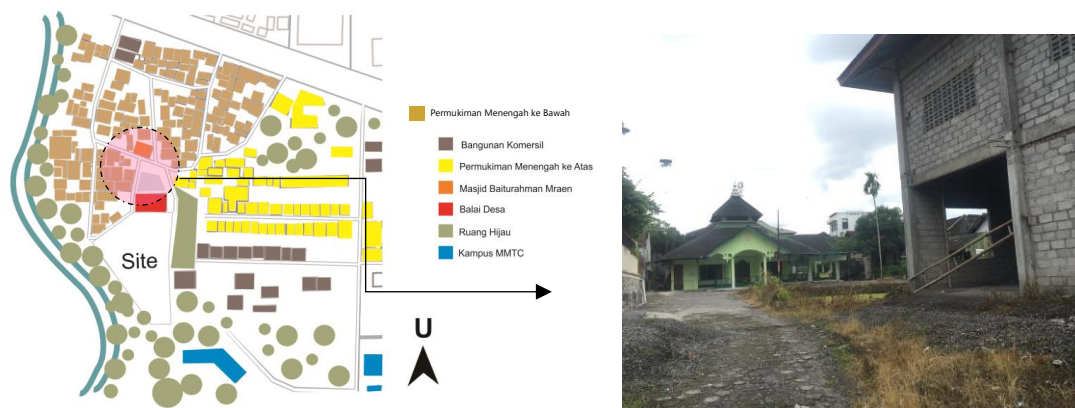 Site
Permukiman Menengah ke Bawah
Bangunan Komersil
Permukiman Menengah ke Atas
Masjid Baiturahman Mraen
Balai Desa
Ruang Hijau
Kampus MMTC
U